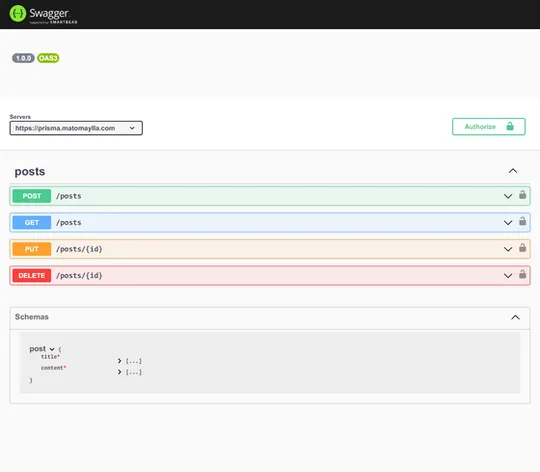 Swagger
Supported by SMARTBEAR
1.0.0 OAS3
Servers
https://prisma.matomaylla.com
Authorize
posts
POST /posts
GET /posts
PUT /posts/{id}
DELETE /posts/{id}
Schemas
post {
title* [...]
content* [...]
}